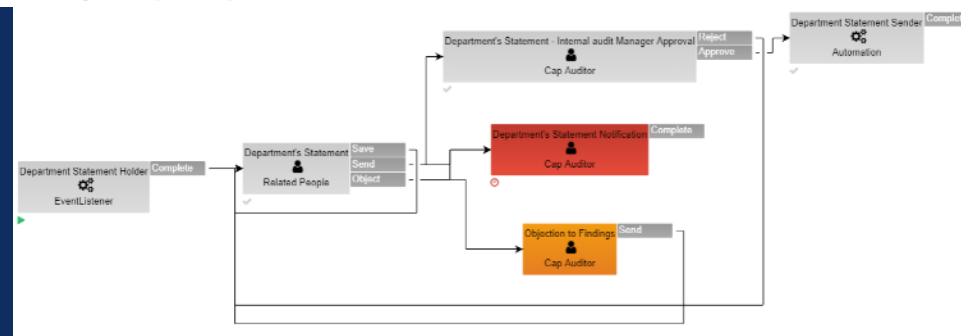 Department Statement Sender
Complet
Automation
Department's Statement - Internal audit Manager Approval
Reject
Approve
Cap Auditor
Department's Statement Notification
Complete
Cap Auditor
Department's Statement
Save
Send
Object
Related People
Department Statement Holder
Complete
EventListener
Objection to Findings
Send
Cap Auditor